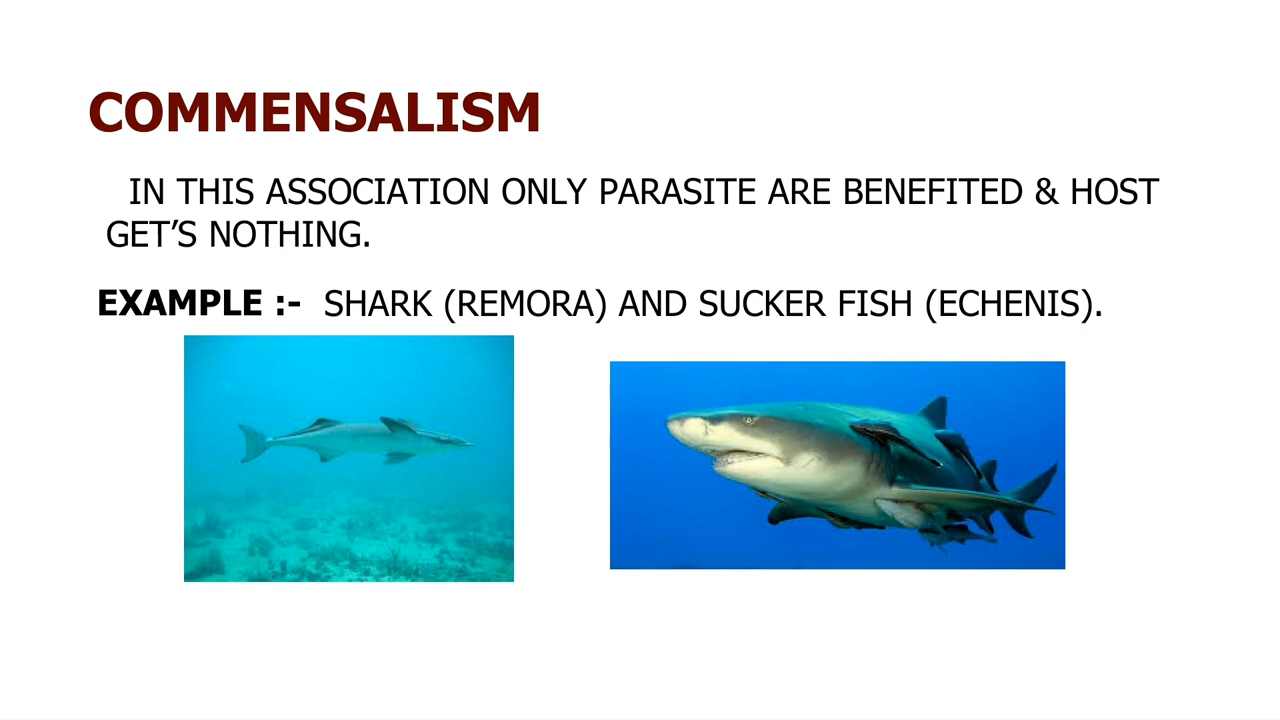 COMMENSALISM
IN THIS ASSOCIATION ONLY PARASITE ARE BENEFITED & HOST
GET’S NOTHING.
EXAMPLE :- SHARK (REMORA) AND SUCKER FISH (ECHENIS).